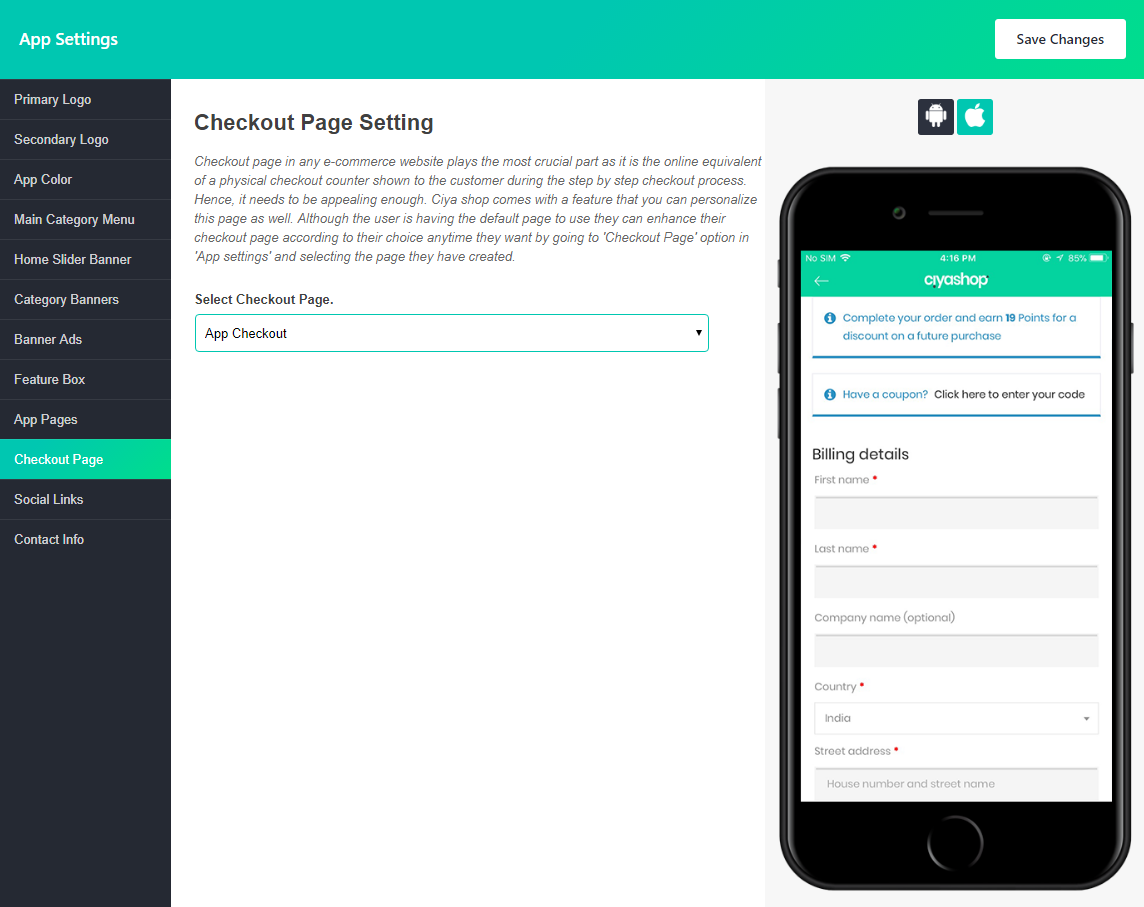 App Settings
Save Changes
Primary Logo
Secondary Logo
App Color
Main Category Menu
Home Slider Banner
Category Banners
Banner Ads
Feature Box
App Pages
Checkout Page
Social Links
Contact Info
Checkout Page Setting
Checkout page in any e-commerce website plays the most crucial part as it is the online equivalent
of a physical checkout counter shown to the customer during the step by step checkout process.
Hence, it needs to be appealing enough. Ciya shop comes with a feature that you can personalize
this page as well. Although the user is having the default page to use they can enhance their
checkout page according to their choice anytime they want by going to 'Checkout Page' option in
'App settings' and selecting the page they have created.
Select Checkout Page.
App Checkout
No SIM 4:16 PM 85%
ciyashop
Complete your order and earn 19 Points for a
discount on a future purchase
Have a coupon? Click here to enter your code
Billing details
First name *
Last name *
Company name (optional)
Country *
India
Street address *
House number and street name